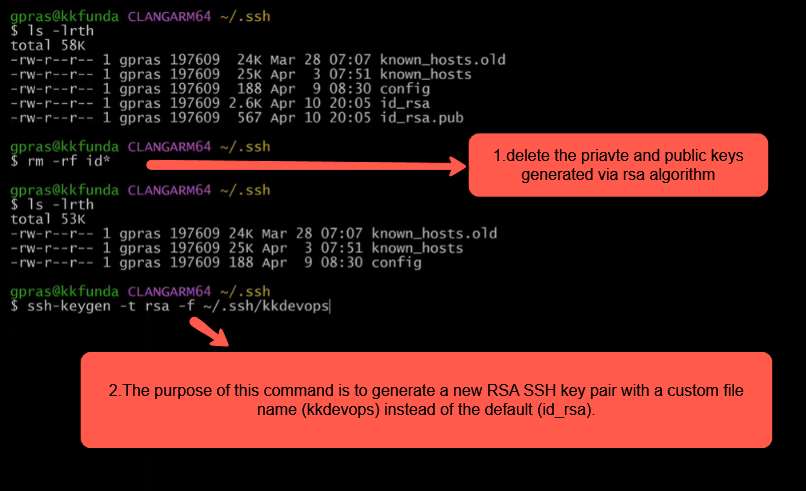 gpras@kkfunda CLANGARM64 ~/.ssh
$ ls -lrth
total 58K
-rw-r--r-- 1 gpras 197609  24K Mar 28 07:07 known_hosts.old
-rw-r--r-- 1 gpras 197609  25K Apr  3 07:51 known_hosts
-rw-r--r-- 1 gpras 197609  188 Apr  9 08:30 config
-rw-r--r-- 1 gpras 197609 2.6K Apr 10 20:05 id_rsa
-rw-r--r-- 1 gpras 197609  567 Apr 10 20:05 id_rsa.pub
gpras@kkfunda CLANGARM64 ~/.ssh
$ rm -rf id*
1.delete the priavte and public keys
generated via rsa algorithm
gpras@kkfunda CLANGARM64 ~/.ssh
$ ls -lrth
total 53K
-rw-r--r-- 1 gpras 197609 24K Mar 28 07:07 known_hosts.old
-rw-r--r-- 1 gpras 197609 25K Apr  3 07:51 known_hosts
-rw-r--r-- 1 gpras 197609 188 Apr  9 08:30 config
gpras@kkfunda CLANGARM64 ~/.ssh
$ ssh-keygen -t rsa -f ~/.ssh/kkdevops
2.The purpose of this command is to generate a new RSA SSH key pair with a custom file
name (kkdevops) instead of the default (id_rsa).